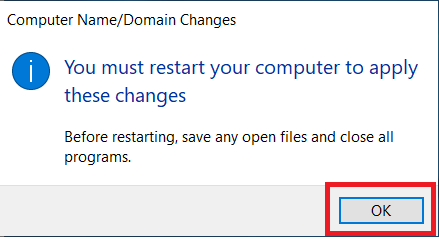 Computer Name/Domain Changes
You must restart your computer to apply
these changes
Before restarting, save any open files and close all
programs.
OK